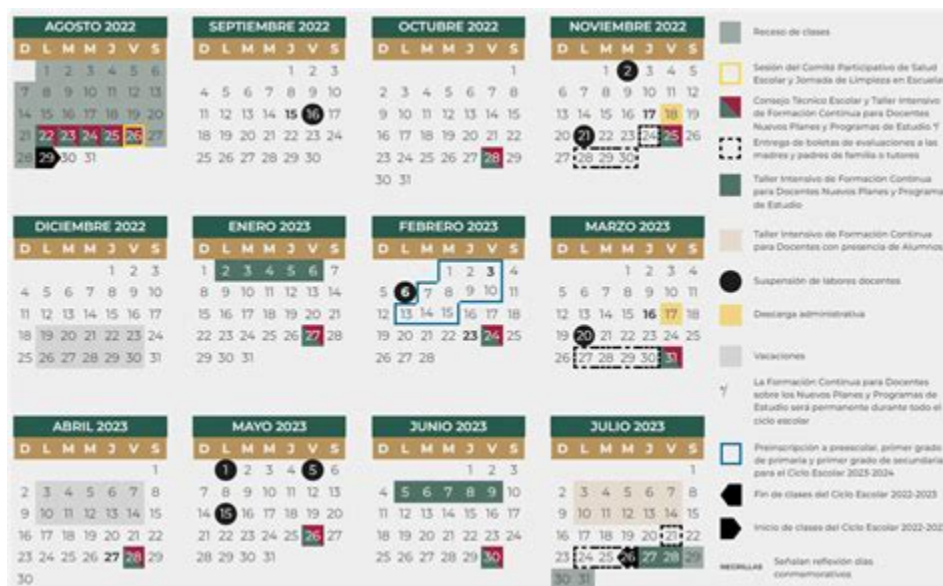 AGOSTO 2022
D L M M J V S
1 2 3 4 5 6
7 8 9 10 11 12 13
14 15 16 17 18 19 20
21 22 23 24 25 26 27
28 29 30 31
SEPTIEMBRE 2022
D L M M J V S
1 2 3
4 5 6 7 8 9 10
11 12 13 14 15 16 17
18 19 20 21 22 23 24
25 26 27 28 29 30
OCTUBRE 2022
D L M M J V S
1
2 3 4 5 6 7 8
9 10 11 12 13 14 15
16 17 18 19 20 21 22
23 24 25 26 27 28 29
30 31
NOVIEMBRE 2022
D L M M J V S
1 2 3 4 5
6 7 8 9 10 11 12
13 14 15 16 17 18 19
20 21 22 23 24 25 26
27 28 29 30
DICIEMBRE 2022
D L M M J V S
1 2 3
4 5 6 7 8 9 10
11 12 13 14 15 16 17
18 19 20 21 22 23 24
25 26 27 28 29 30 31
ENERO 2023
D L M M J V S
1 2 3 4 5 6 7
8 9 10 11 12 13 14
15 16 17 18 19 20 21
22 23 24 25 26 27 28
29 30 31
FEBRERO 2023
D L M M J V S
1 2 3 4
5 6 7 8 9 10 11
12 13 14 15 16 17 18
19 20 21 22 23 24 25
26 27 28
MARZO 2023
D L M M J V S
1 2 3 4
5 6 7 8 9 10 11
12 13 14 15 16 17 18
19 20 21 22 23 24 25
26 27 28 29 30 31
ABRIL 2023
D L M M J V S
1
2 3 4 5 6 7 8
9 10 11 12 13 14 15
16 17 18 19 20 21 22
23 24 25 26 27 28 29
30
MAYO 2023
D L M M J V S
1 2 3 4 5 6
7 8 9 10 11 12 13
14 15 16 17 18 19 20
21 22 23 24 25 26 27
28 29 30 31
JUNIO 2023
D L M M J V S
1 2 3
4 5 6 7 8 9 10
11 12 13 14 15 16 17
18 19 20 21 22 23 24
25 26 27 28 29 30
JULIO 2023
D L M M J V S
1
2 3 4 5 6 7 8
9 10 11 12 13 14 15
16 17 18 19 20 21 22
23 24 25 26 27 28 29
30 31
Receso de clases
Sesión del Comité Participativo de Salud
Escolar y Jornada de Limpieza en Escuelas
Consejo Técnico Escolar y Taller Intensivo
de Formación Continua para Docentes
Nuevos Planes y Programas de Estudio */
Entrega de boletas de evaluaciones a las
madres y padres de familia o tutores
Taller Intensivo de Formación Continua
para Docentes Nuevos Planes y Programa
de Estudio
Taller Intensivo de Formación Continua
para Docentes con presencia de Alumnos
Suspensión de labores docentes
Descarga administrativa
Vacaciones
*/ La Formación Continua para Docentes
sobre los Nuevos Planes y Programas de
Estudio será permanente durante todo el
ciclo escolar
Preinscripción a preescolar, primer grado
de primaria y primer grado de secundaria
para el Ciclo Escolar 2023-2024
Fin de clases del Ciclo Escolar 2022-2023
Inicio de clases del Ciclo Escolar 2022-202
NEGRILLAS Señalan reflexión días
conmemorativos